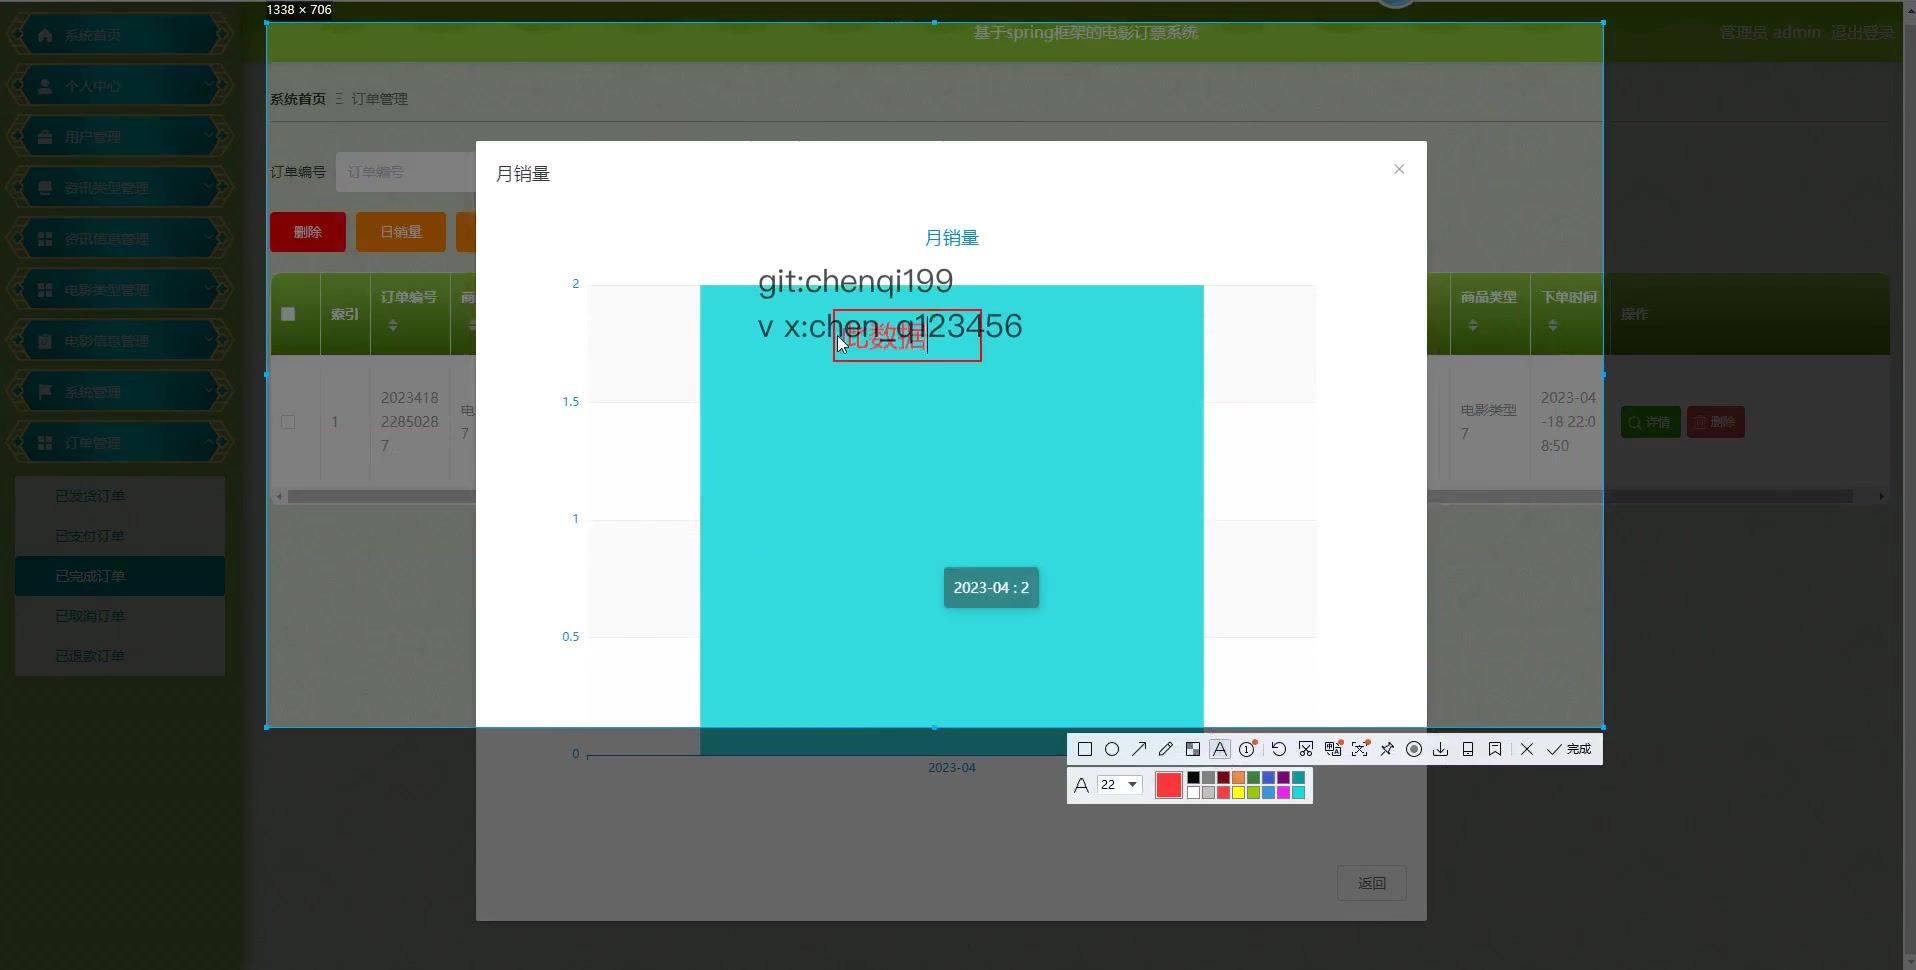 1338 × 706
基于spring框架的电影订票系统
管理员 admin 退出登录
系统首页
个人中心
用户管理
资讯类型管理
资讯信息管理
电影类型管理
电影信息管理
系统管理
订单管理
已发货订单
已支付订单
已完成订单
已取消订单
已退款订单
系统首页 Ξ 订单管理
订单编号 订单编号
删除 日销量
索引 订单编号 商 商品类型 下单时间 操作
1
2023418
2285028
7
电
7
电影类型
7
2023-04
-18 22:0
8:50
详情 删除
月销量
月销量
git:chenqi199
v x:chen_q123456
此数据
2
1.5
1
0.5
0
2023-04 : 2
2023-04
完成
22
返回